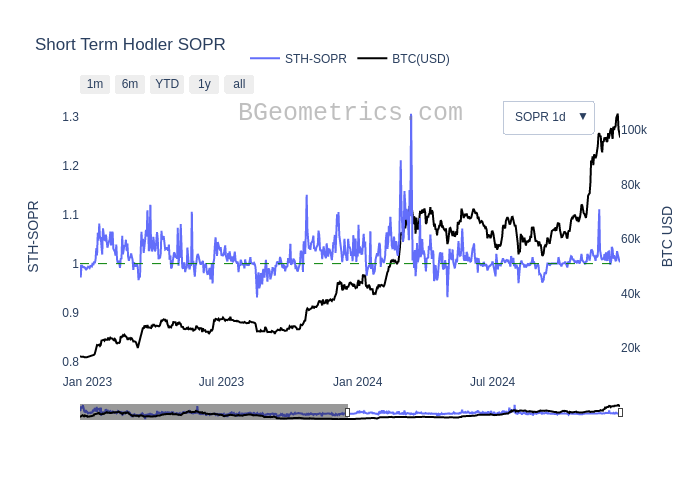 Short Term Hodler SOPR
STH-SOPR
BTC(USD)
1m
6m
YTD
1y
all
BGeometrics.com
SOPR 1d ▼
1.3
1.2
1.1
1
0.9
0.8
STH-SOPR
100k
80k
60k
40k
20k
BTC USD
Jan 2023
Jul 2023
Jan 2024
Jul 2024